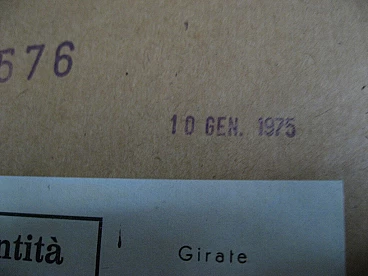 576
10 GEN. 1975
ntità
Girate